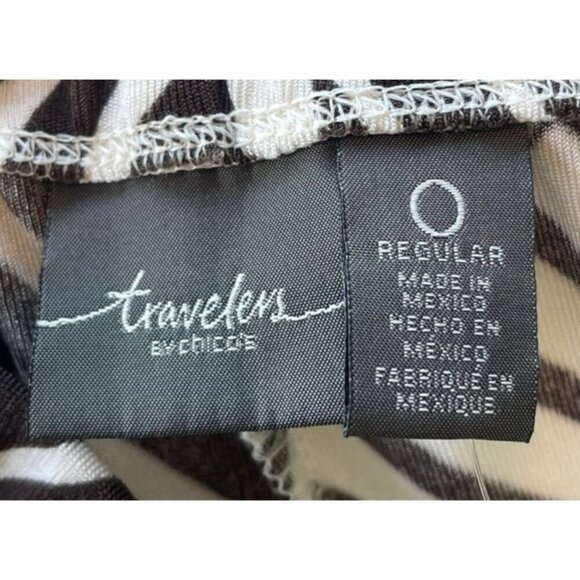 travelers
BY CHICO'S
0
REGULAR
MADE IN
MEXICO
HECHO EN
MÉXICO
FABRIQUÉ EN
MEXIQUE